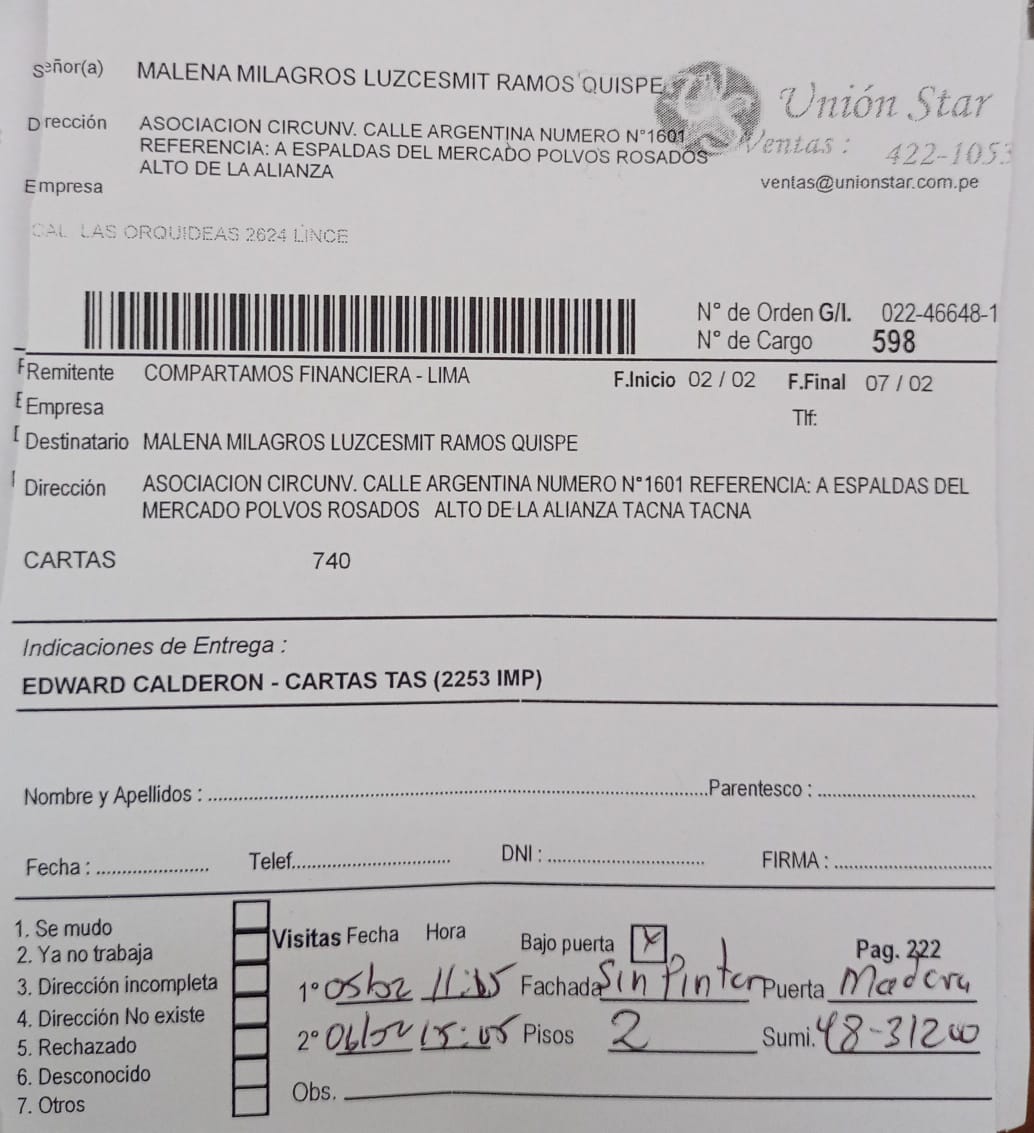 Señor(a) MALENA MILAGROS LUZCESMIT RAMOS QUISPE
Unión Star
Dirección ASOCIACION CIRCUNV. CALLE ARGENTINA NUMERO N°1601
REFERENCIA: A ESPALDAS DEL MERCADO POLVOS ROSADOS
ALTO DE LA ALIANZA
Ventas : 422-1053
ventas@unionstar.com.pe
Empresa
CAL LAS ORQUIDEAS 2624 LINCE
N° de Orden G/I. 022-46648-1
N° de Cargo 598
Remitente COMPARTAMOS FINANCIERA - LIMA
F.Inicio 02 / 02 F.Final 07 / 02
Empresa
Tlf:
Destinatario MALENA MILAGROS LUZCESMIT RAMOS QUISPE
Dirección ASOCIACION CIRCUNV. CALLE ARGENTINA NUMERO N°1601 REFERENCIA: A ESPALDAS DEL
MERCADO POLVOS ROSADOS ALTO DE LA ALIANZA TACNA TACNA
CARTAS 740
Indicaciones de Entrega :
EDWARD CALDERON - CARTAS TAS (2253 IMP)
Nombre y Apellidos : Parentesco :
Fecha : Telef. DNI : FIRMA :
1. Se mudo
2. Ya no trabaja
3. Dirección incompleta
4. Dirección No existe
5. Rechazado
6. Desconocido
7. Otros
Visitas Fecha Hora Bajo puerta X Pag. 222
1° 05/02 Fachada Sin Pintar Puerta Madera
2° 06/02 15:05 Pisos 2 Sumi. 48-31200
Obs.